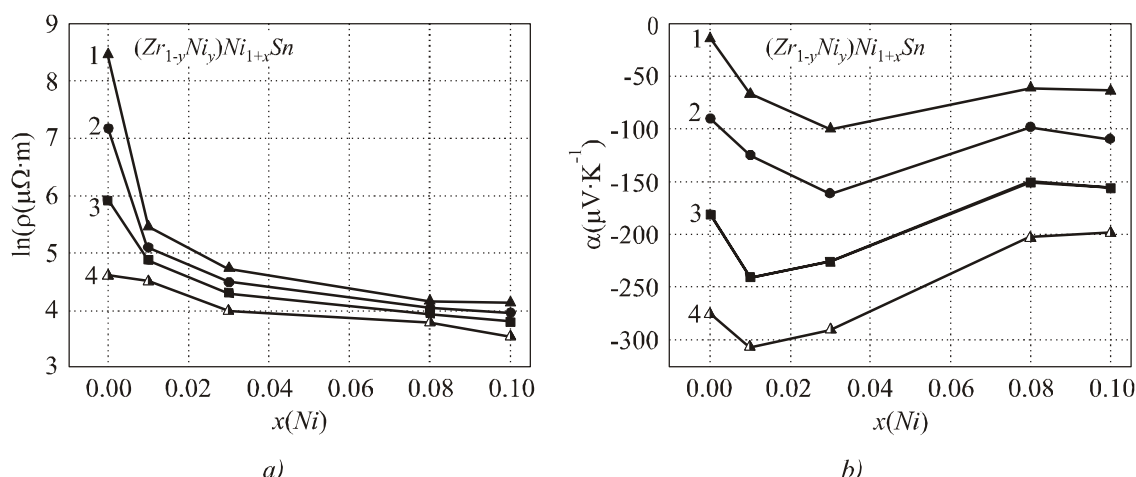 (Zr1-yNiy)Ni1+xSn
9
8
7
6
5
4
3
1
2
3
4
ln(ρ(μΩ·m)
0.00 0.02 0.04 0.06 0.08 0.10
x(Ni)
a)
(Zr1-yNiy)Ni1+xSn
0
-50
-100
-150
-200
-250
-300
1
2
3
4
α(μV·K-1)
0.00 0.02 0.04 0.06 0.08 0.10
x(Ni)
b)